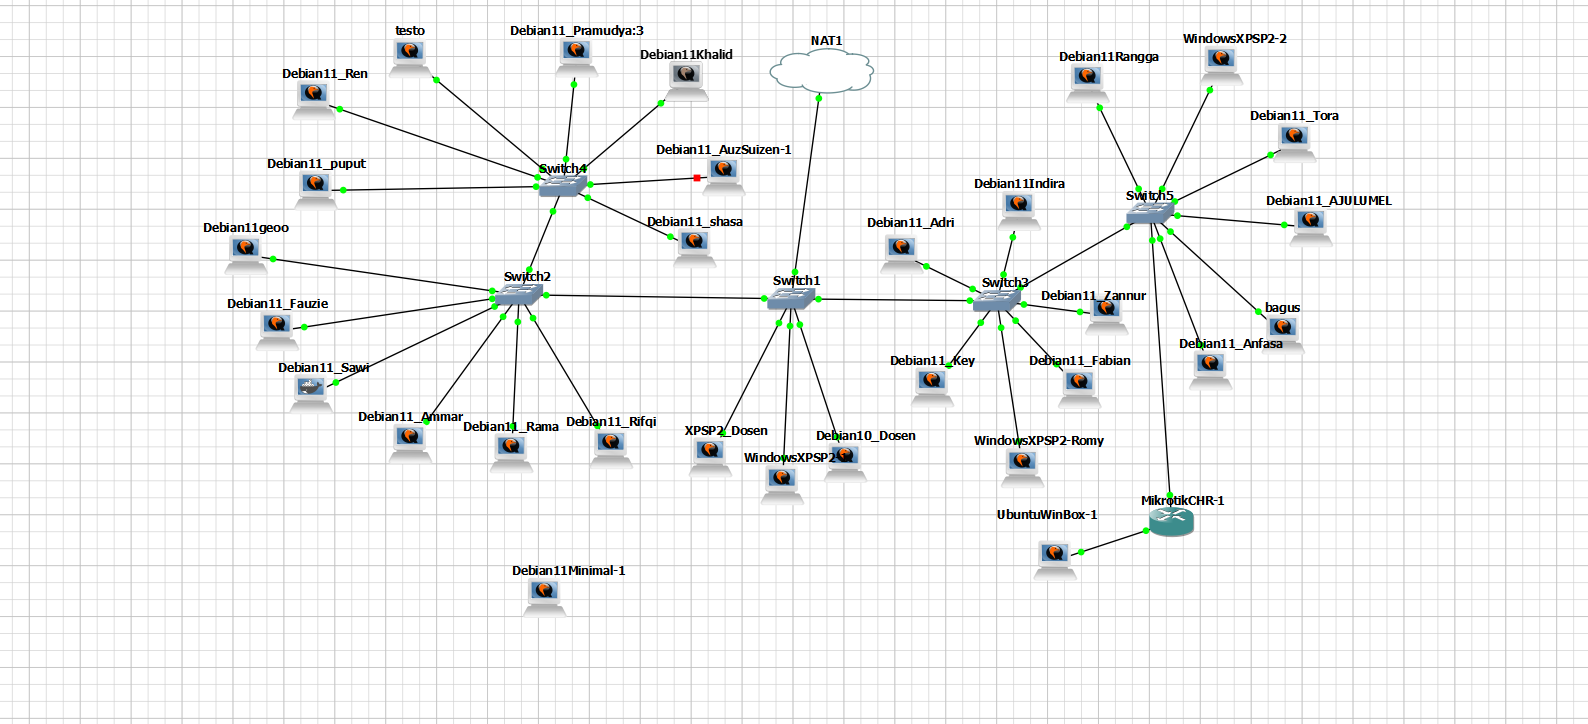 testo
Debian11_Pramudya:3
NAT1
WindowsXPSP2-2
Debian11Khalid
Debian11Rangga
Debian11_Ren
Debian11_Tora
Debian11_AuzSuizen-1
Debian11_puput
Switch4
Debian11Indira
Switch5
Debian11_AJULUMEL
Debian11_shasa
Debian11_Adri
Debian11geoo
Switch2
Switch1
Switch3
Debian11_Zannur
Debian11_Fauzie
bagus
Debian11_Anfasa
Debian11_Sawi
Debian11_Key
Debian11_Fabian
Debian11_Ammar
Debian11_Rama
Debian11_Rifqi
XPSP2_Dosen
Debian10_Dosen
WindowsXPSP2-Romy
WindowsXPSP2
MikrotikCHR-1
UbuntuWinBox-1
Debian11Minimal-1